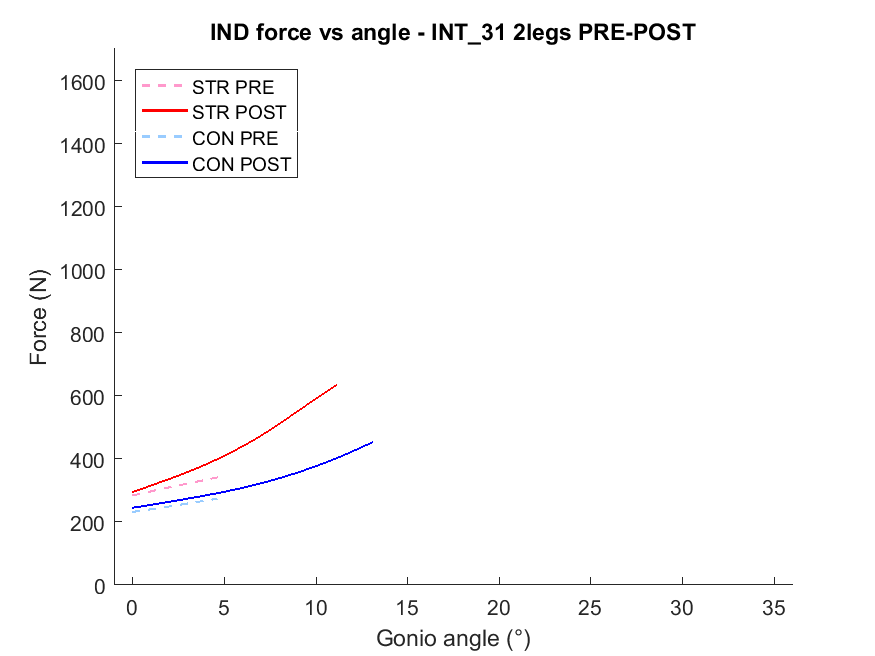 IND force vs angle - INT_31 2legs PRE-POST
STR PRE
STR POST
CON PRE
CON POST
1600
1400
1200
1000
800
600
400
200
0
Force (N)
0 5 10 15 20 25 30 35
Gonio angle (°)